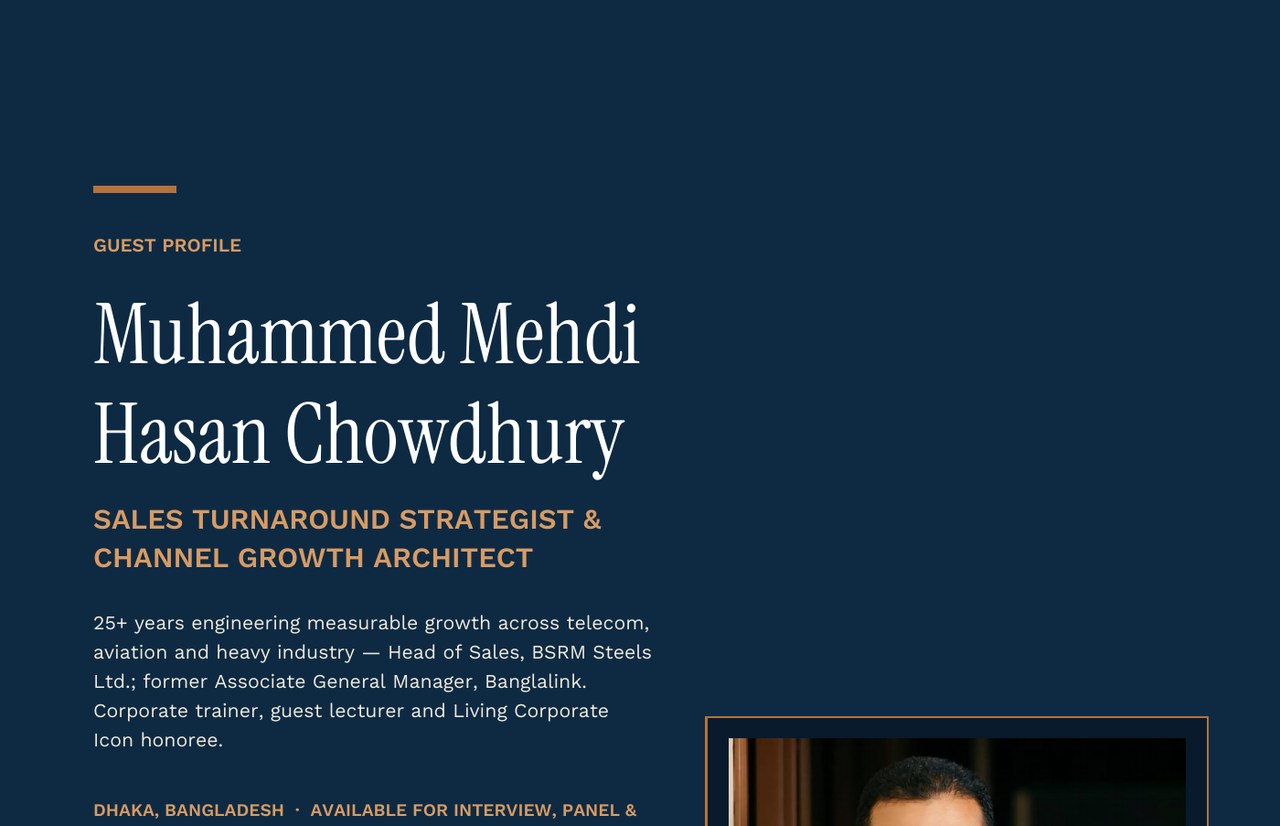 GUEST PROFILE
Muhammed Mehdi
Hasan Chowdhury
SALES TURNAROUND STRATEGIST &
CHANNEL GROWTH ARCHITECT
25+ years engineering measurable growth across telecom,
aviation and heavy industry — Head of Sales, BSRM Steels
Ltd.; former Associate General Manager, Banglalink.
Corporate trainer, guest lecturer and Living Corporate
Icon honoree.
DHAKA, BANGLADESH · AVAILABLE FOR INTERVIEW, PANEL &